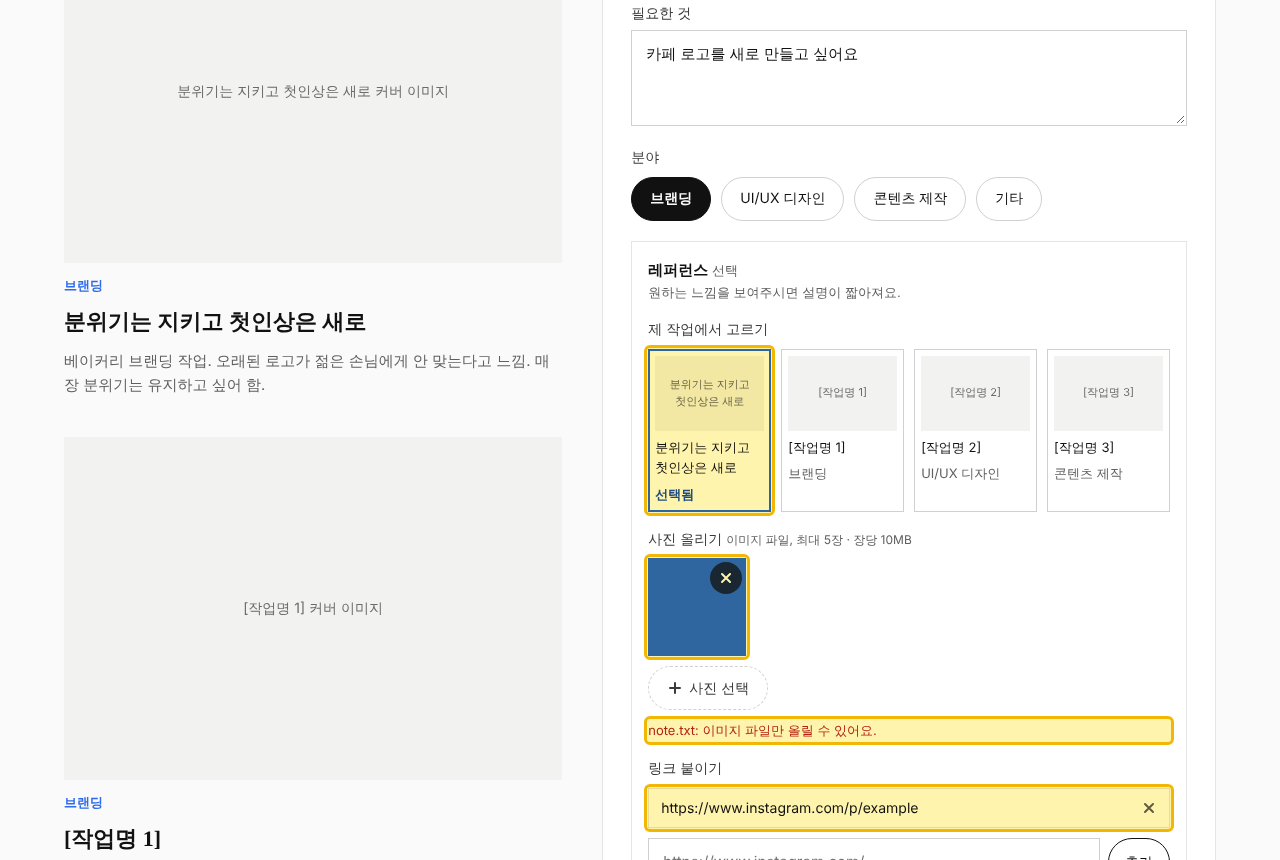 분위기는 지키고 첫인상은 새로 커버 이미지
브랜딩
분위기는 지키고 첫인상은 새로
베이커리 브랜딩 작업. 오래된 로고가 젊은 손님에게 안 맞는다고 느낌. 매
장 분위기는 유지하고 싶어 함.
[작업명 1] 커버 이미지
브랜딩
[작업명 1]
필요한 것
카페 로고를 새로 만들고 싶어요
분야
브랜딩
UI/UX 디자인
콘텐츠 제작
기타
레퍼런스 선택
원하는 느낌을 보여주시면 설명이 짧아져요.
제 작업에서 고르기
분위기는 지키고
첫인상은 새로
분위기는 지키고
첫인상은 새로
선택됨
[작업명 1]
[작업명 1]
브랜딩
[작업명 2]
[작업명 2]
UI/UX 디자인
[작업명 3]
[작업명 3]
콘텐츠 제작
사진 올리기 이미지 파일, 최대 5장 · 장당 10MB
사진 선택
note.txt: 이미지 파일만 올릴 수 있어요.
링크 붙이기
https://www.instagram.com/p/example
https://www.instagram.com/
추가